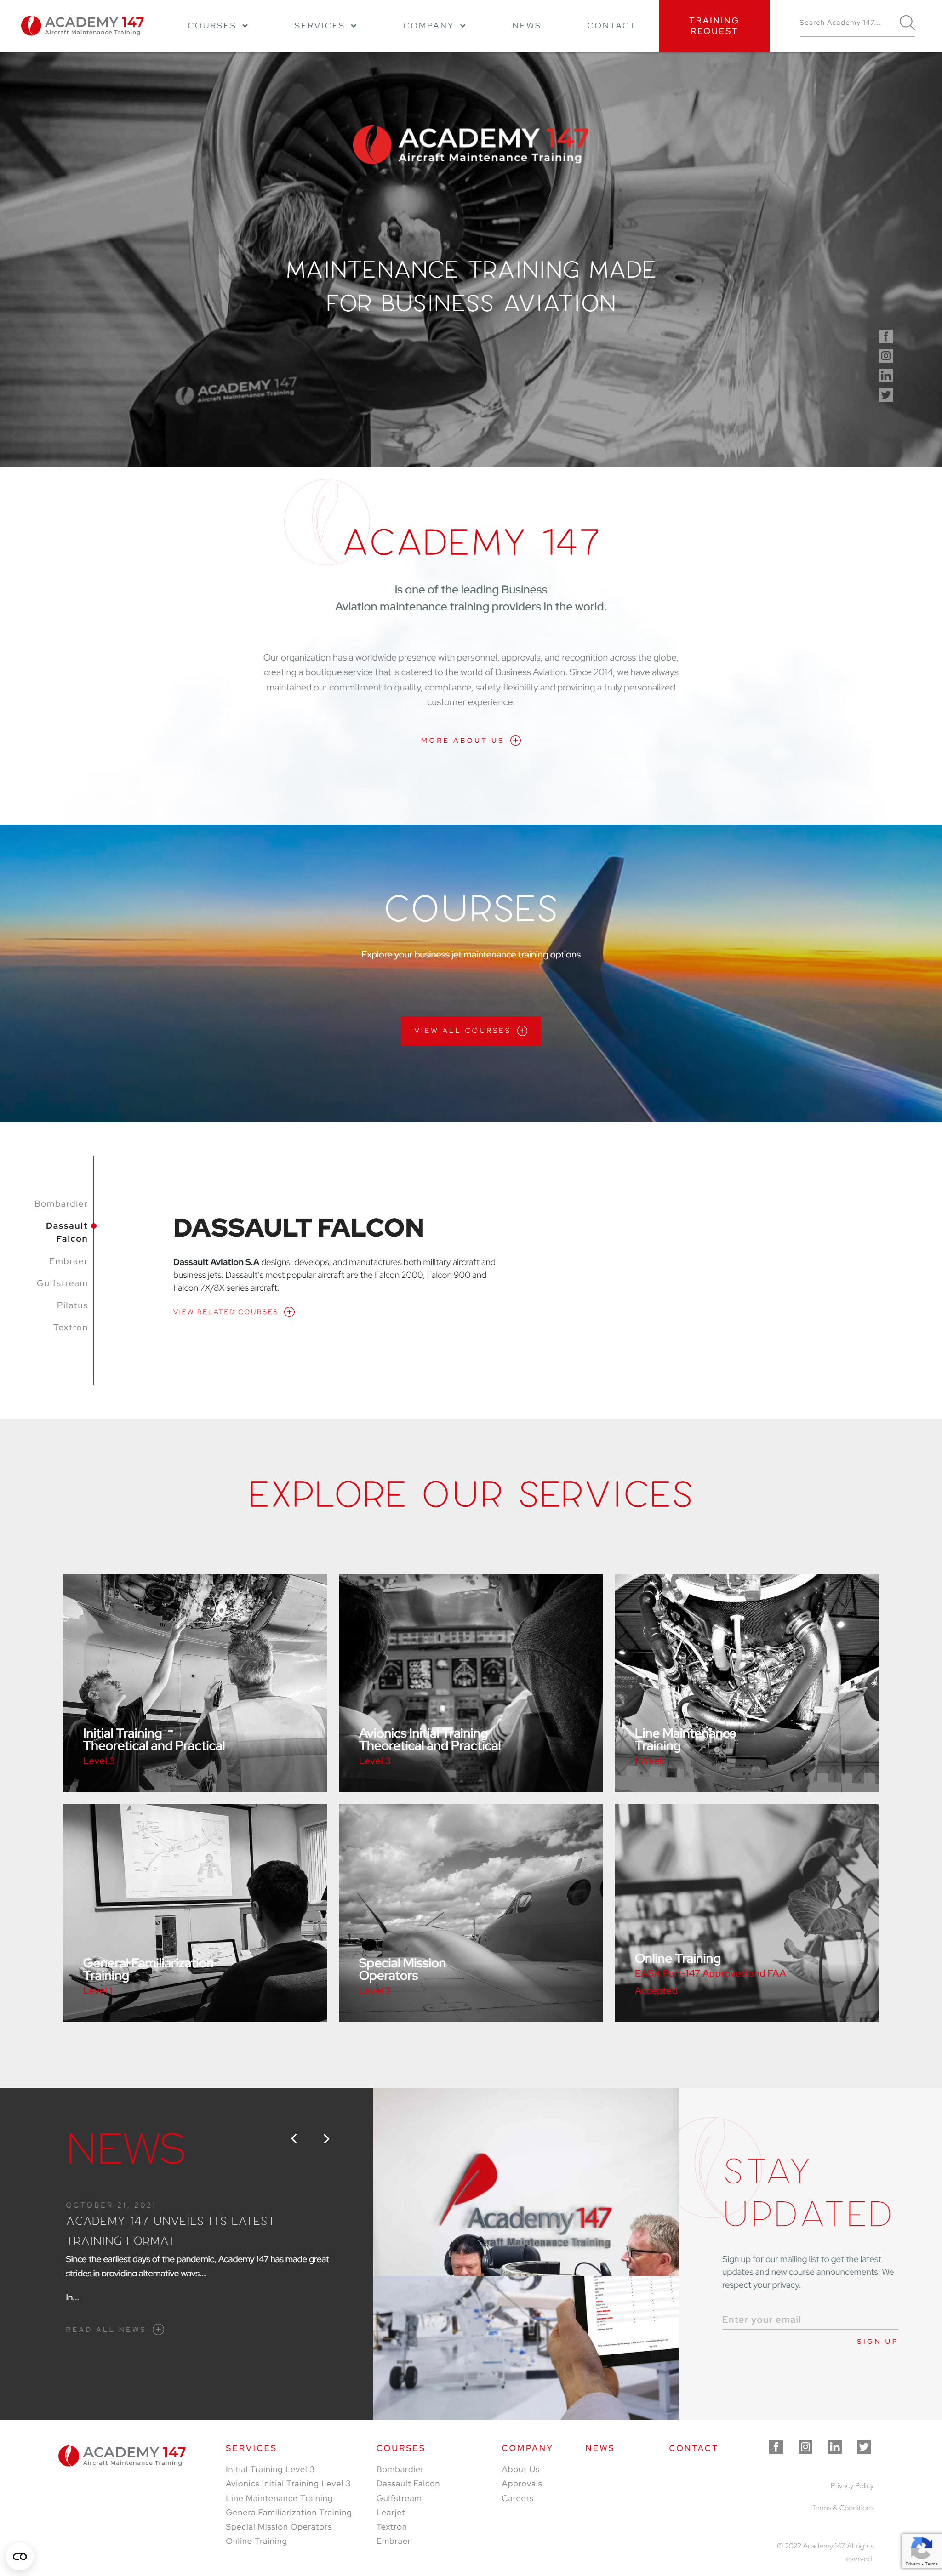 ACADEMY 147
Aircraft Maintenance Training
COURSES
SERVICES
COMPANY
NEWS
CONTACT
TRAINING
REQUEST
Search Academy 147...
ACADEMY 147
Aircraft Maintenance Training
MAINTENANCE TRAINING MADE
FOR BUSINESS AVIATION
ACADEMY 147
Aircraft Maintenance Training
ACADEMY 147
is one of the leading Business
Aviation maintenance training providers in the world.
Our organization has a worldwide presence with personnel, approvals, and recognition across the globe,
creating a boutique service that is catered to the world of Business Aviation. Since 2014, we have always
maintained our commitment to quality, compliance, safety flexibility and providing a truly personalized
customer experience.
MORE ABOUT US
COURSES
Explore your business jet maintenance training options
VIEW ALL COURSES
Bombardier
Dassault
Falcon
Embraer
Gulfstream
Pilatus
Textron
DASSAULT FALCON
Dassault Aviation S.A designs, develops, and manufactures both military aircraft and
business jets. Dassault's most popular aircraft are the Falcon 2000, Falcon 900 and
Falcon 7X/8X series aircraft.
VIEW RELATED COURSES
EXPLORE OUR SERVICES
Initial Training
Theoretical and Practical
Level 3
Avionics Initial Training
Theoretical and Practical
Level 3
Line Maintenance
Training
General Familiarization
Training
Level 1
Special Mission
Operators
Level 3
Online Training
EASA Part-147 Approved and FAA
Accepted
NEWS
OCTOBER 21, 2021
ACADEMY 147 UNVEILS ITS LATEST
TRAINING FORMAT
Since the earliest days of the pandemic, Academy 147 has made great
strides in providing alternative ways...
In...
READ ALL NEWS
Academy147
Aircraft Maintenance Training
STAY
UPDATED
Sign up for our mailing list to get the latest
updates and new course announcements. We
respect your privacy.
Enter your email
SIGN UP
ACADEMY 147
Aircraft Maintenance Training
SERVICES
Initial Training Level 3
Avionics Initial Training Level 3
Line Maintenance Training
Genera Familiarization Training
Special Mission Operators
Online Training
COURSES
Bombardier
Dassault Falcon
Gulfstream
Learjet
Textron
Embraer
COMPANY
About Us
Approvals
Careers
NEWS
CONTACT
Privacy Policy
Terms & Conditions
© 2022 Academy 147. All rights
reserved.
Privacy - Terms